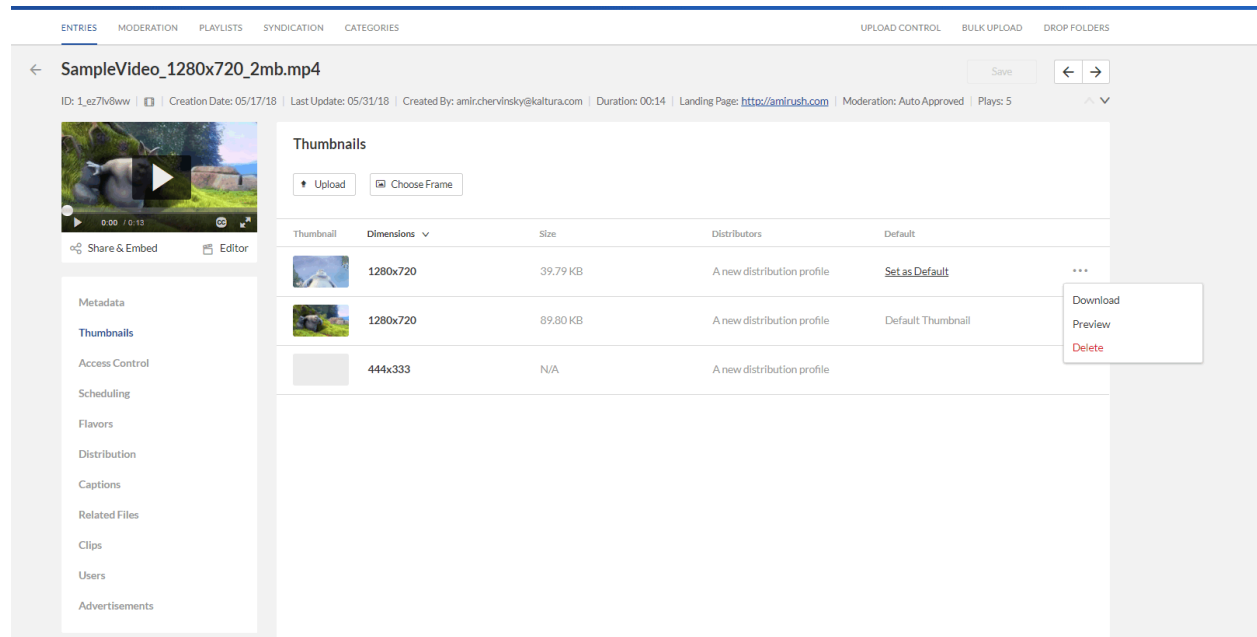 ENTRIES MODERATION PLAYLISTS SYNDICATION CATEGORIES UPLOAD CONTROL BULK UPLOAD DROP FOLDERS
SampleVideo_1280x720_2mb.mp4 Save
ID: 1_ez7lv8ww Creation Date: 05/17/18 Last Update: 05/31/18 Created By: amir.chervinsky@kaltura.com Duration: 00:14 Landing Page: http://amirush.com Moderation: Auto Approved Plays: 5
0:00 / 0:13 CC
Share & Embed Editor
Metadata
Thumbnails
Access Control
Scheduling
Flavors
Distribution
Captions
Related Files
Clips
Users
Advertisements
Thumbnails
Upload Choose Frame
Thumbnail Dimensions Size Distributors Default
1280x720 39.79 KB A new distribution profile Set as Default
1280x720 89.80 KB A new distribution profile Default Thumbnail
444x333 N/A A new distribution profile
Download
Preview
Delete